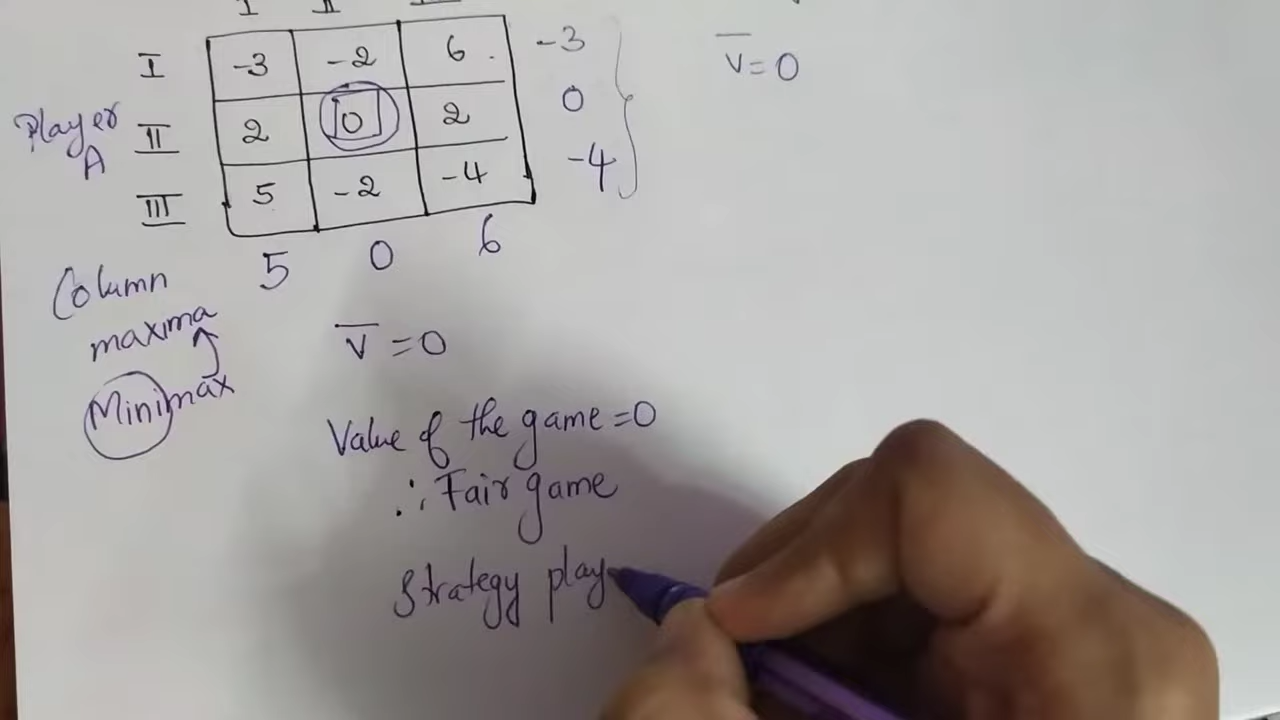 I II
I -3 -2 6 . -3
Player A II 2 0 2 0
III 5 -2 -4 -4
V̅ = 0
5 0 6
Column maxima
Minimax
V̅ = 0
Value of the game = 0
∴ Fair game
Strategy play